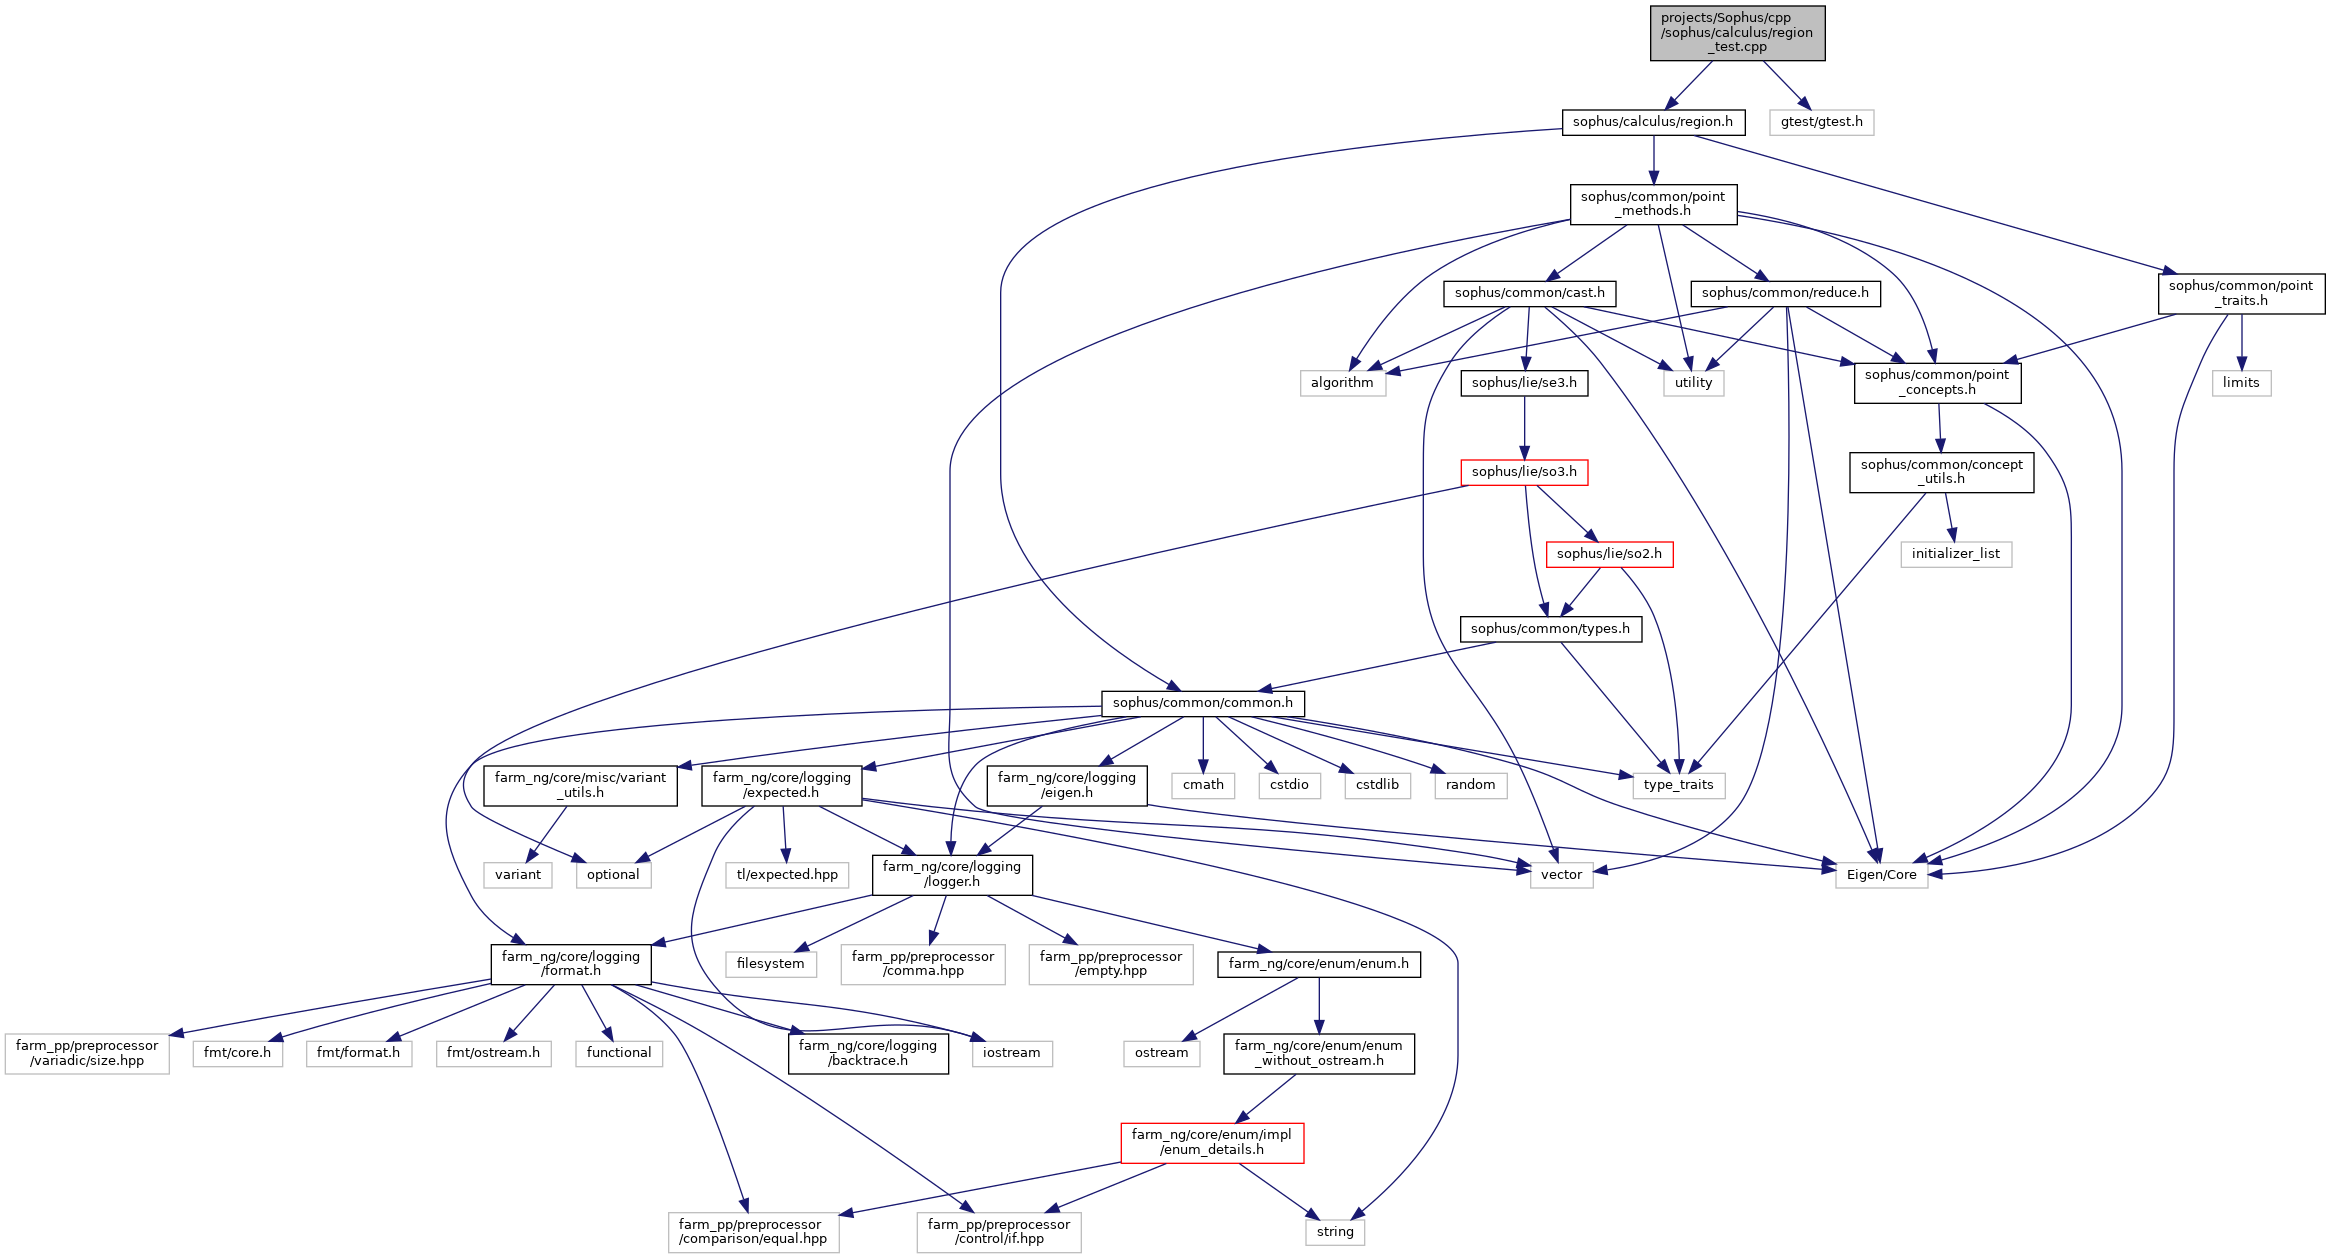 projects/Sophus/cpp
/sophus/calculus/region
_test.cpp
sophus/calculus/region.h
gtest/gtest.h
sophus/common/point
_methods.h
sophus/common/cast.h
sophus/common/reduce.h
sophus/common/point
_traits.h
algorithm
sophus/lie/se3.h
utility
sophus/common/point
_concepts.h
limits
sophus/lie/so3.h
sophus/common/concept
_utils.h
sophus/lie/so2.h
initializer_list
sophus/common/types.h
sophus/common/common.h
farm_ng/core/misc/variant
_utils.h
farm_ng/core/logging
/expected.h
farm_ng/core/logging
/eigen.h
cmath
cstdio
cstdlib
random
type_traits
variant
optional
tl/expected.hpp
farm_ng/core/logging
/logger.h
vector
Eigen/Core
farm_ng/core/logging
/format.h
filesystem
farm_pp/preprocessor
/comma.hpp
farm_pp/preprocessor
/empty.hpp
farm_ng/core/enum/enum.h
farm_pp/preprocessor
/variadic/size.hpp
fmt/core.h
fmt/format.h
fmt/ostream.h
functional
farm_ng/core/logging
/backtrace.h
iostream
ostream
farm_ng/core/enum/enum
_without_ostream.h
farm_ng/core/enum/impl
/enum_details.h
farm_pp/preprocessor
/comparison/equal.hpp
farm_pp/preprocessor
/control/if.hpp
string